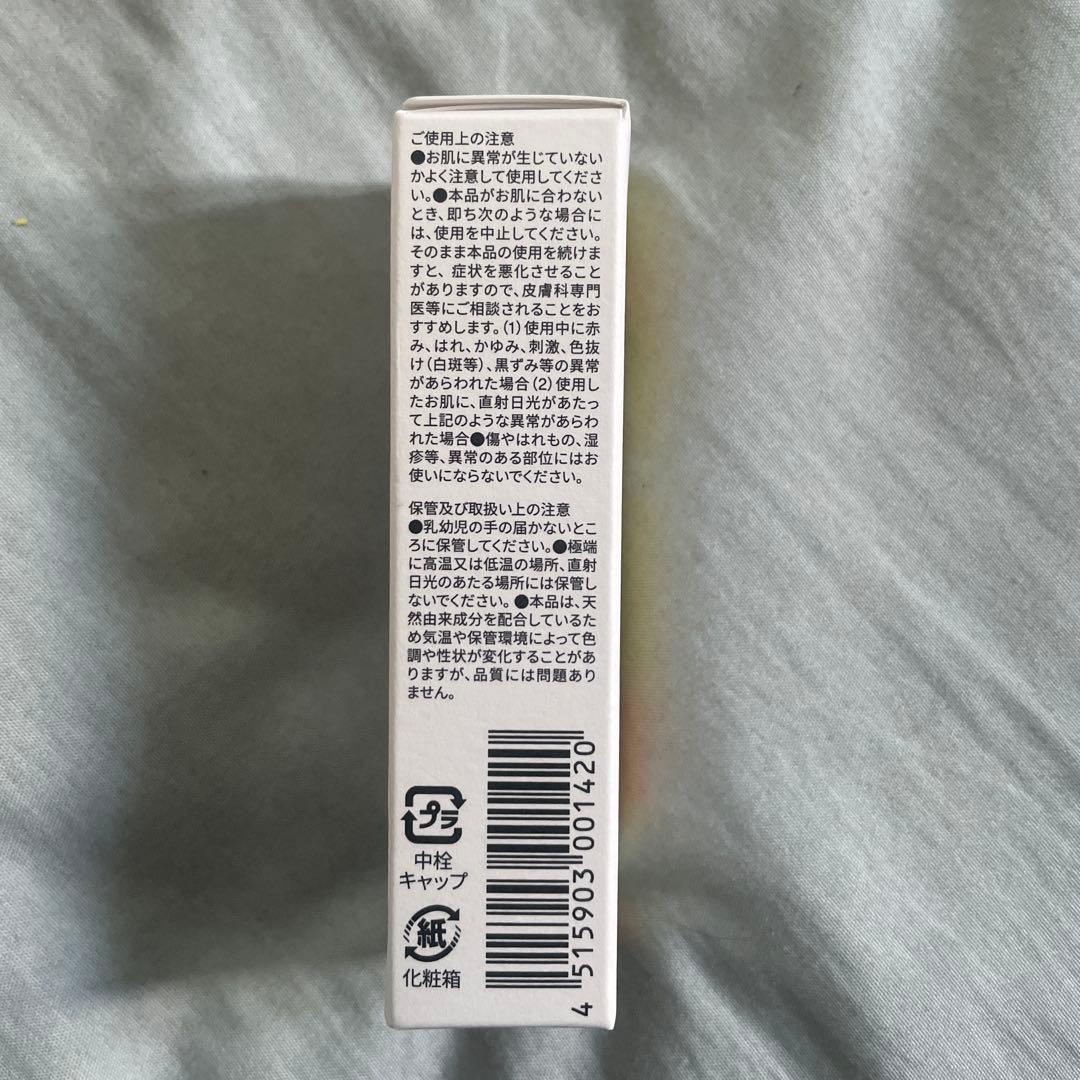 ご使用上の注意
●お肌に異常が生じていない
かよく注意して使用してくださ
い。●本品がお肌に合わない
とき、即ち次のような場合に
は、使用を中止してください。
そのまま本品の使用を続けま
すと、症状を悪化させること
がありますので、皮膚科専門
医等にご相談されることをお
すすめします。(1)使用中に赤
み、はれ、かゆみ、刺激、色抜
け(白斑等)、黒ずみ等の異常
があらわれた場合(2)使用し
たお肌に、直射日光があたっ
て上記のような異常があらわ
れた場合●傷やはれもの、湿
疹等、異常のある部位にはお
使いにならないでください。
保管及び取扱い上の注意
●乳幼児の手の届かないとこ
ろに保管してください。●極端
に高温又は低温の場所、直射
日光のあたる場所には保管し
ないでください。●本品は、天
然由来成分を配合しているた
め気温や保管環境によって色
調や性状が変化することがあ
りますが、品質には問題あり
ません。
プラ
中栓
キャップ
紙
化粧箱
4 515903 001420